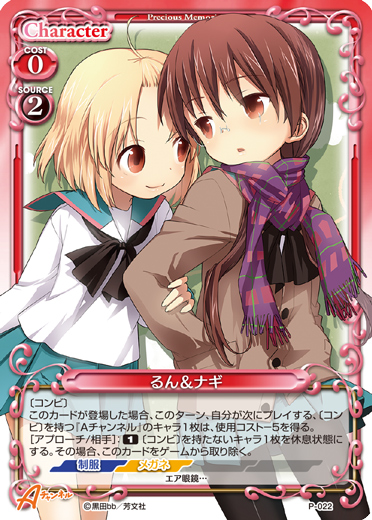 Precious Memori
Character
COST
0
SOURCE
2
るん&ナギ
[コンビ]
このカードが登場した場合、このターン、自分が次にプレイする、[コン
ビ]を持つ『Aチャンネル』のキャラ1枚は、使用コスト－5を得る。
[アプローチ/相手]:1 [コンビ]を持たないキャラ1枚を休息状態
にする。その場合、このカードをゲームから取り除く。
制服 メガネ
エア眼鏡…
Aチャンネル ©黒田bb/芳文社 P-022